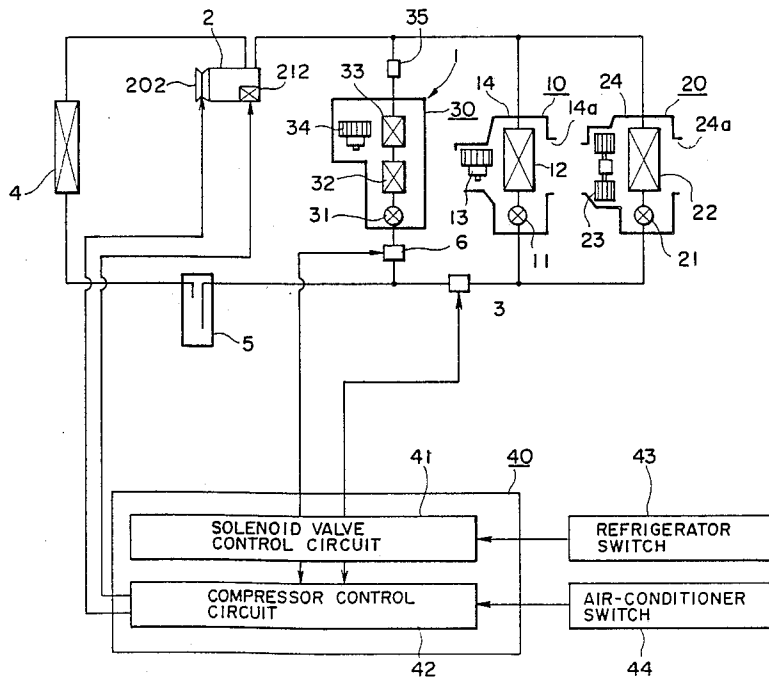 35
2
1
202
212
33
14
10
14a
24
20
24a
30
34
4
12
32
13
22
31
23
6
11
21
3
5
41
40
43
SOLENOID VALVE
CONTROL CIRCUIT
REFRIGERATOR
SWITCH
COMPRESSOR CONTROL
CIRCUIT
AIR-CONDITIONER
SWITCH
42
44